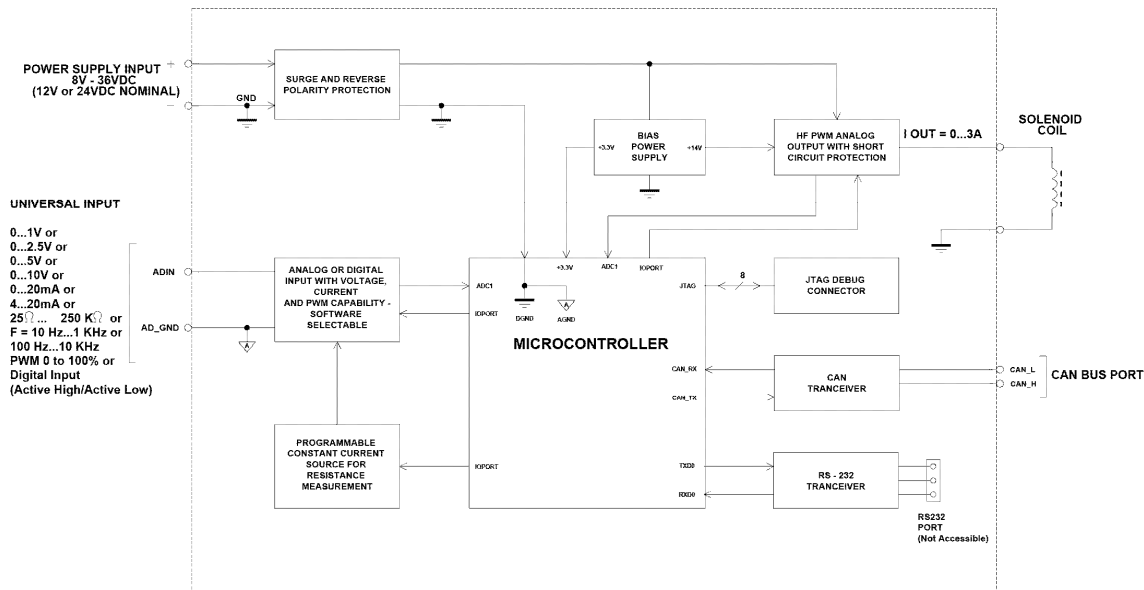 POWER SUPPLY INPUT
8V - 36VDC
(12V or 24VDC NOMINAL)
+
−
GND
SURGE AND REVERSE
POLARITY PROTECTION
BIAS
POWER
SUPPLY
+3.3V
+14V
HF PWM ANALOG
OUTPUT WITH SHORT
CIRCUIT PROTECTION
I OUT = 0...3A
SOLENOID
COIL
UNIVERSAL INPUT
0...1V or
0...2.5V or
0...5V or
0...10V or
0...20mA or
4...20mA or
25Ω ... 250 KΩ or
F = 10 Hz...1 KHz or
100 Hz...10 KHz
PWM 0 to 100% or
Digital Input
(Active High/Active Low)
ADIN
AD_GND
A
ANALOG OR DIGITAL
INPUT WITH VOLTAGE,
CURRENT
AND PWM CAPABILITY -
SOFTWARE
SELECTABLE
ADC1
IOPORT
+3.3V
ADC1
IOPORT
DGND
A
AGND
MICROCONTROLLER
JTAG
8
JTAG DEBUG
CONNECTOR
CAN_RX
CAN_TX
CAN
TRANCEIVER
CAN_L
CAN_H
CAN BUS PORT
PROGRAMMABLE
CONSTANT CURRENT
SOURCE FOR
RESISTANCE
MEASUREMENT
IOPORT
TXD0
RXD0
RS - 232
TRANCEIVER
RS232
PORT
(Not Accessible)